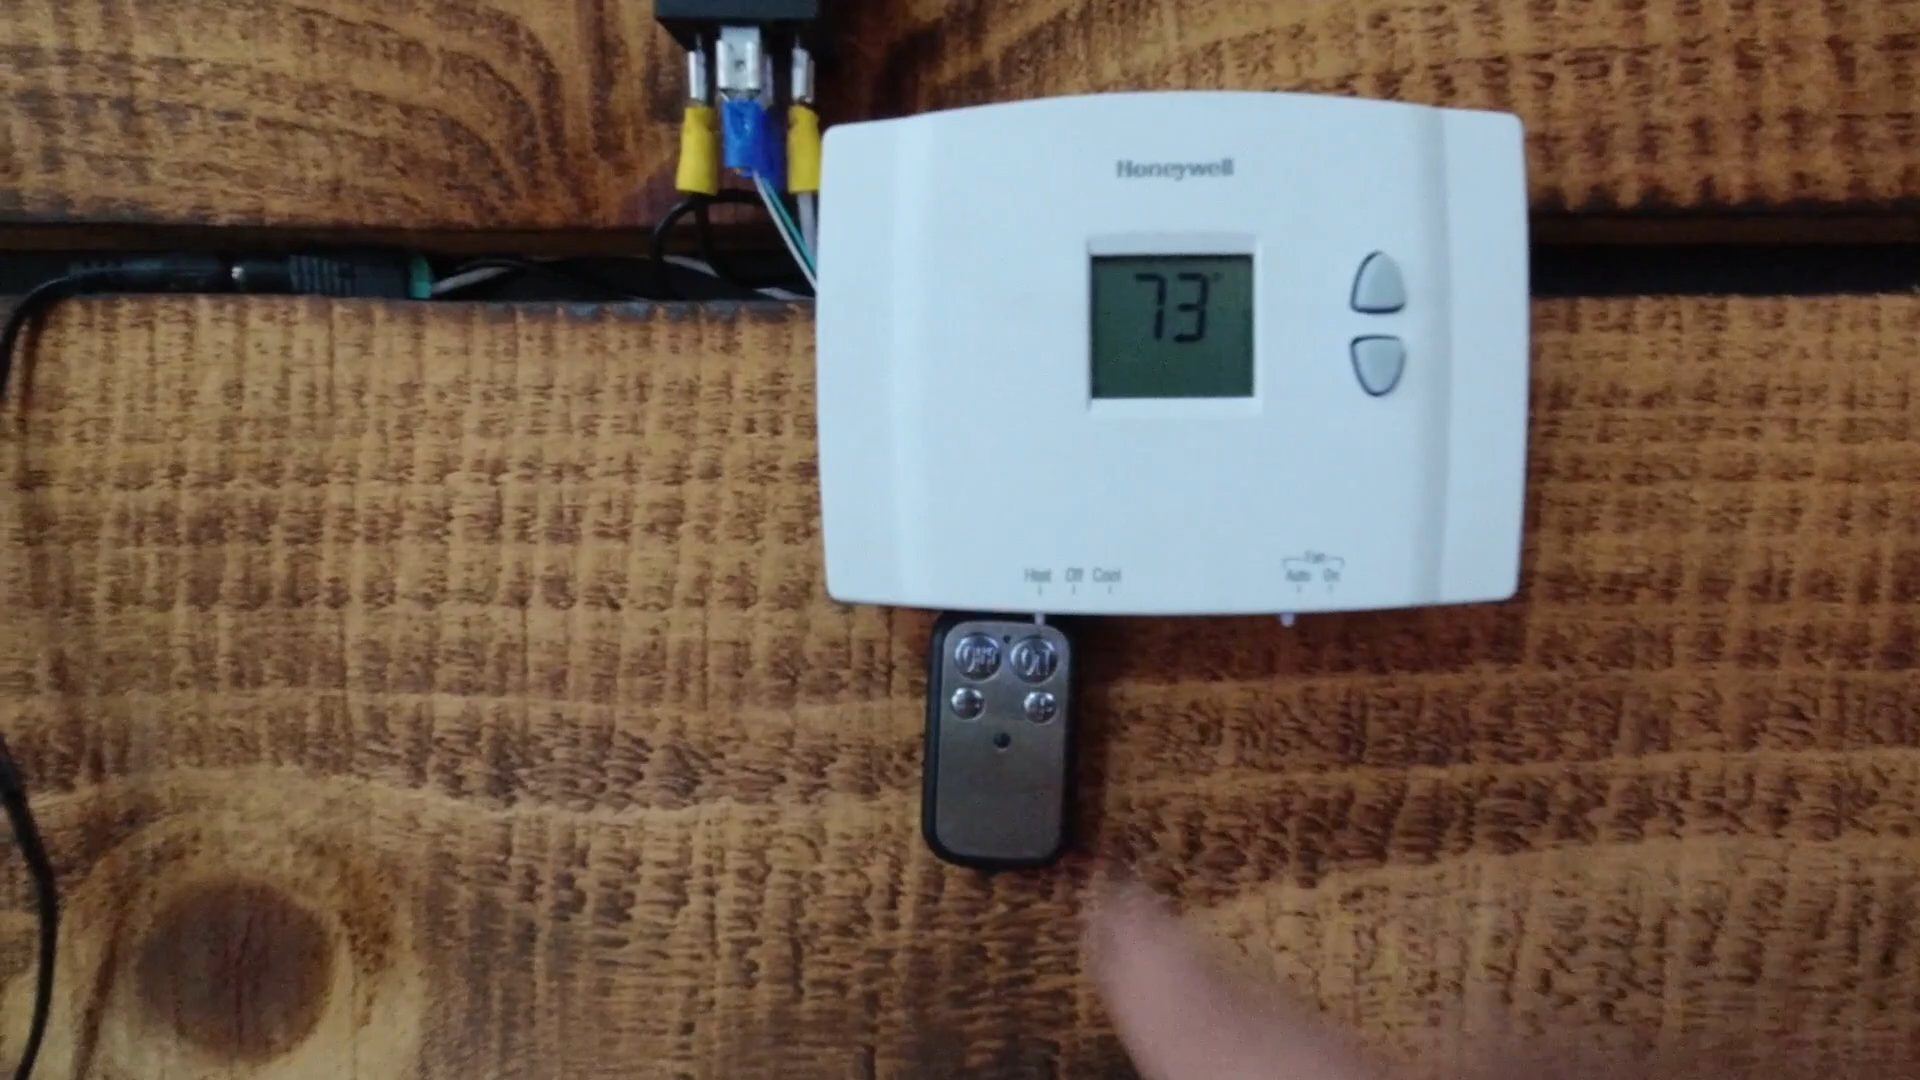 Honeywell
73°
Fan
Heat Off Cool
Auto On
OFF ON